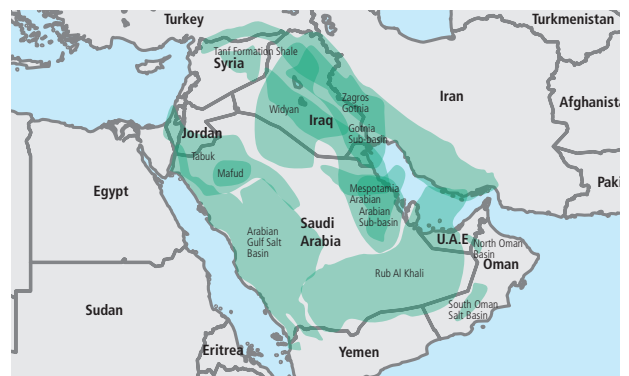 Turkey
Turkmenistan
Tanf Formation Shale
Syria
Iran
Zagros
Gotnia
Afghanista
Widyan
Iraq
Jordan
Gotnia
Sub-basin
Tabuk
Mafud
Paki
Egypt
Mespotamia
Arabian
Arabian
Sub-basin
Saudi
Arabia
Arabian
Gulf Salt
Basin
U.A.E
North Oman
Basin
Oman
Rub Al Khali
Sudan
South Oman
Salt Basin
Eritrea
Yemen